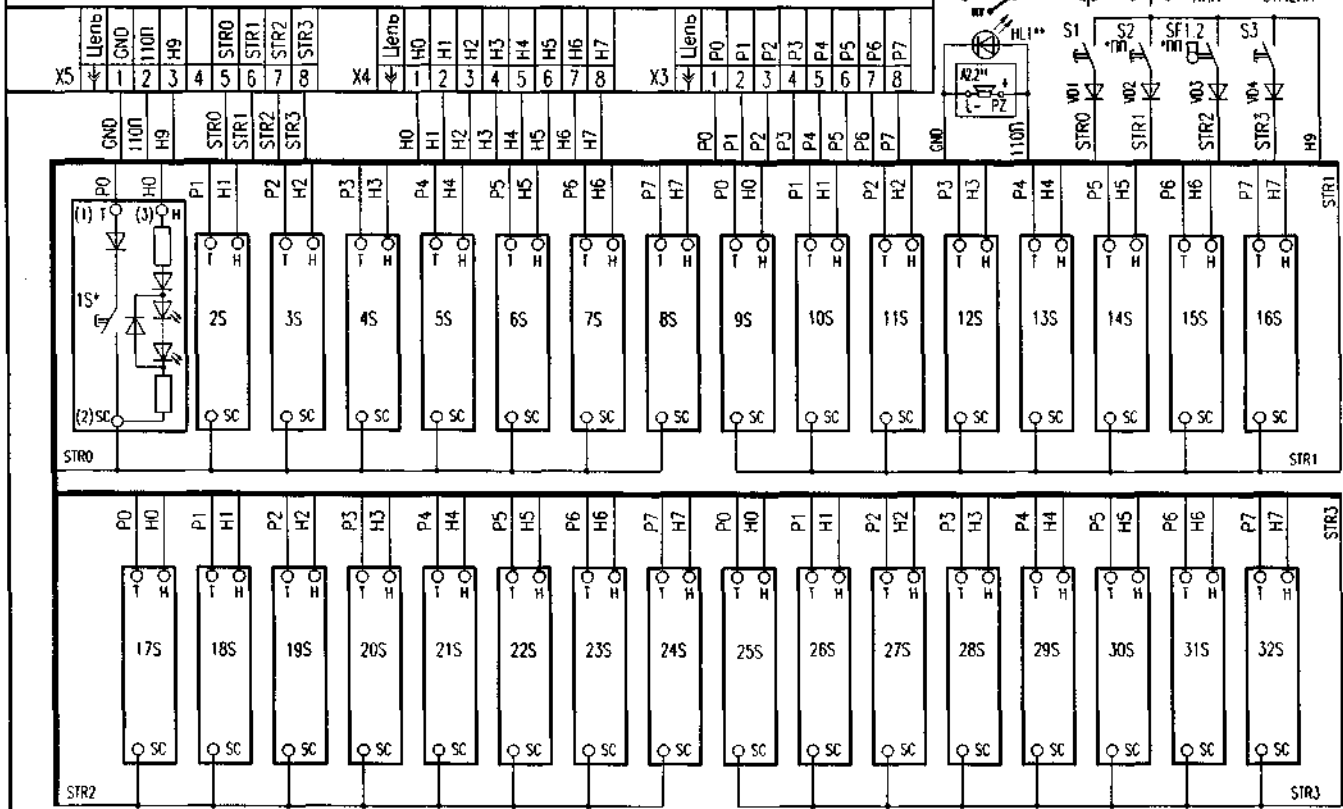 X5 Цепь GND 110П H9 STR0 STR1 STR2 STR3
1 2 3 4 5 6 7 8
X4 Цепь H0 H1 H2 H3 H4 H5 H6 H7
1 2 3 4 5 6 7 8
X3 Цепь P0 P1 P2 P3 P4 P5 P6 P7
1 2 3 4 5 6 7 8
HL1**
A2.2**
- PZ +
S1 S2 SF1.2 S3
*ПП *ПП
VD1 VD2 VD3 VD4
GND 110П H9 STR0 STR1 STR2 STR3 H0 H1 H2 H3 H4 H5 H6 H7 P0 P1 P2 P3 P4 P5 P6 P7 GND 110П STR0 STR1 STR2 STR3 H9
P0 H0 P1 H1 P2 H2 P3 H3 P4 H4 P5 H5 P6 H6 P7 H7 P0 H0 P1 H1 P2 H2 P3 H3 P4 H4 P5 H5 P6 H6 P7 H7 STR1
(1) T (3) H T H T H T H T H T H T H T H T H T H T H T H T H T H T H T H
1S* 2S 3S 4S 5S 6S 7S 8S 9S 10S 11S 12S 13S 14S 15S 16S
(2) SC SC SC SC SC SC SC SC SC SC SC SC SC SC SC SC
STR0 STR1
P0 H0 P1 H1 P2 H2 P3 H3 P4 H4 P5 H5 P6 H6 P7 H7 P0 H0 P1 H1 P2 H2 P3 H3 P4 H4 P5 H5 P6 H6 P7 H7 STR3
T H T H T H T H T H T H T H T H T H T H T H T H T H T H T H T H
17S 18S 19S 20S 21S 22S 23S 24S 25S 26S 27S 28S 29S 30S 31S 32S
SC SC SC SC SC SC SC SC SC SC SC SC SC SC SC SC
STR2 STR3